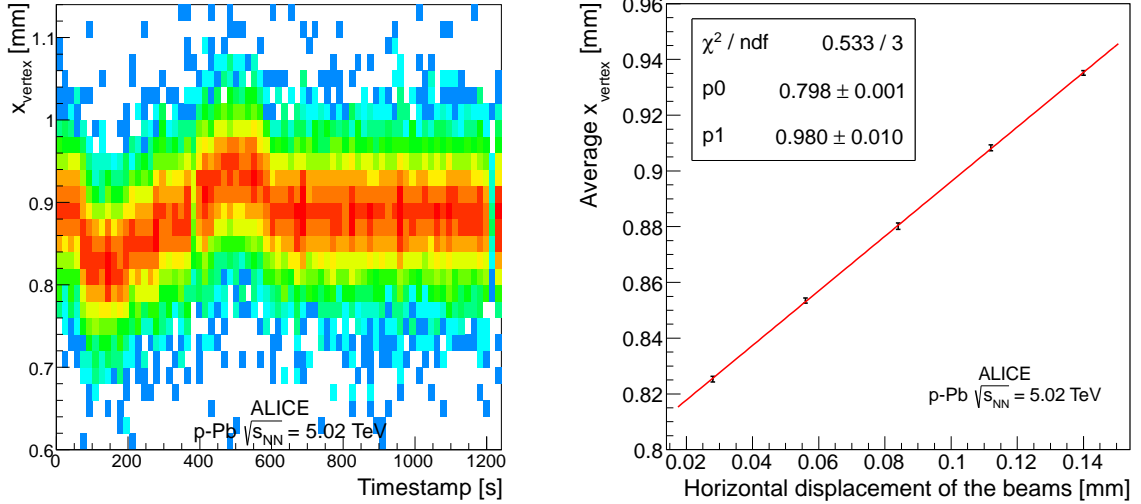 x_vertex [mm]
1.1
1
0.9
0.8
0.7
0.6
ALICE
p-Pb √s_NN = 5.02 TeV
0 200 400 600 800 1000 1200
Timestamp [s]
Average x_vertex [mm]
0.96
0.94
0.92
0.9
0.88
0.86
0.84
0.82
0.8
χ² / ndf 0.533 / 3
p0 0.798 ± 0.001
p1 0.980 ± 0.010
ALICE
p-Pb √s_NN = 5.02 TeV
0.02 0.04 0.06 0.08 0.1 0.12 0.14
Horizontal displacement of the beams [mm]